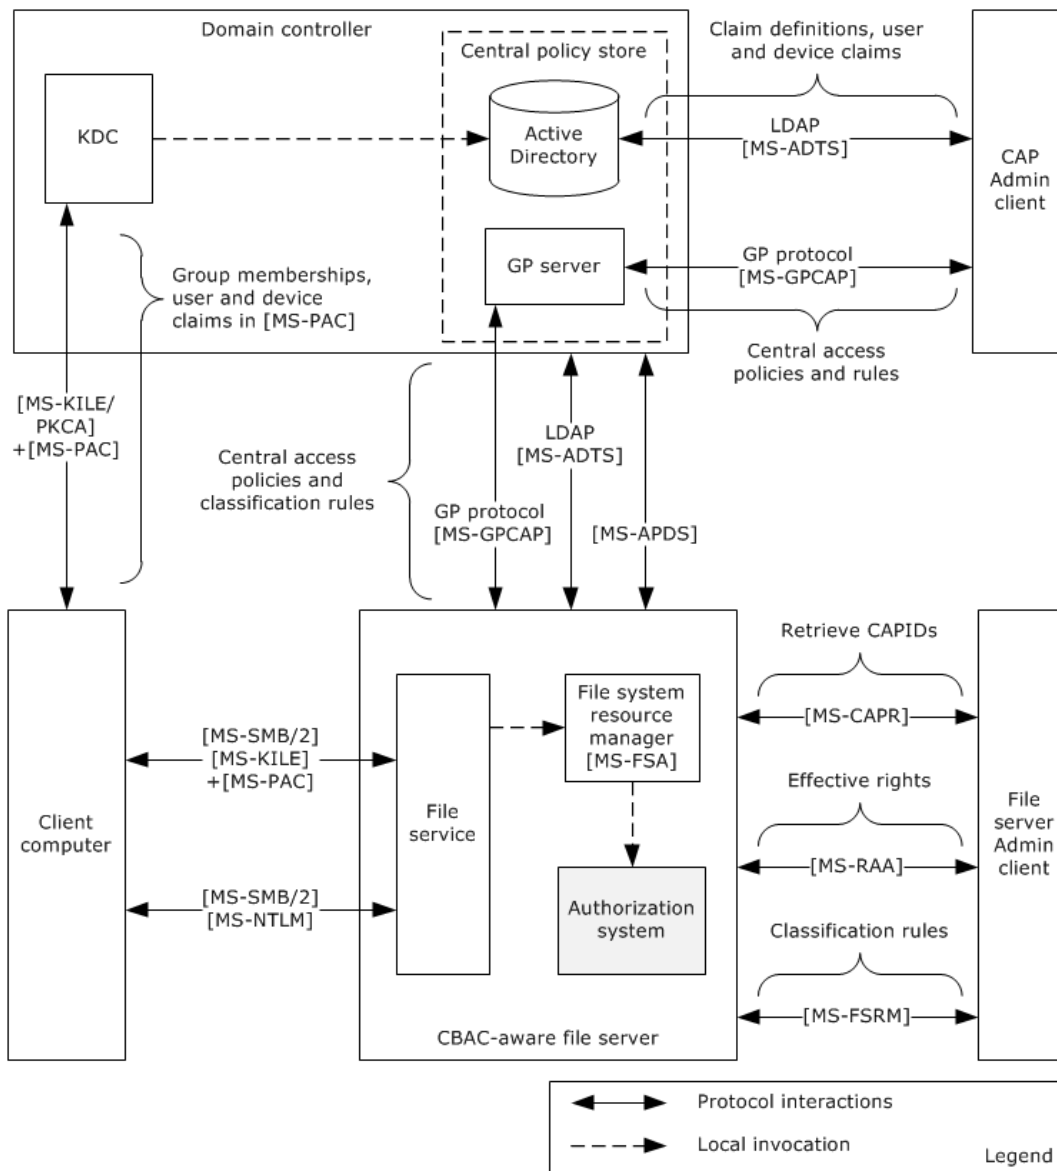 Domain controller
Central policy store
KDC
Active
Directory
GP server
Claim definitions, user
and device claims
LDAP
[MS-ADTS]
GP protocol
[MS-GPCAP]
Central access
policies and rules
CAP
Admin
client
Group memberships,
user and device
claims in [MS-PAC]
[MS-KILE/
PKCA]
+[MS-PAC]
Central access
policies and
classification rules
GP protocol
[MS-GPCAP]
LDAP
[MS-ADTS]
[MS-APDS]
Client
computer
[MS-SMB/2]
[MS-KILE]
+[MS-PAC]
[MS-SMB/2]
[MS-NTLM]
File
service
File system
resource
manager
[MS-FSA]
Authorization
system
CBAC-aware file server
Retrieve CAPIDs
[MS-CAPR]
Effective rights
[MS-RAA]
Classification rules
[MS-FSRM]
File
server
Admin
client
Protocol interactions
Local invocation
Legend